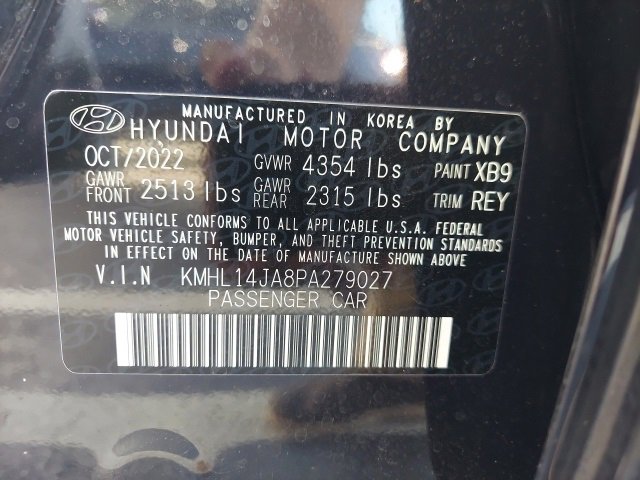 MANUFACTURED IN KOREA BY
HYUNDAI MOTOR COMPANY
OCT/2022 GVWR 4354 lbs PAINT XB9
GAWR FRONT 2513 lbs GAWR REAR 2315 lbs TRIM REY
THIS VEHICLE CONFORMS TO ALL APPLICABLE U.S.A. FEDERAL
MOTOR VEHICLE SAFETY, BUMPER, AND THEFT PREVENTION STANDARDS
IN EFFECT ON THE DATE OF MANUFACTURE SHOWN ABOVE.
V.I.N KMHL14JA8PA279027
PASSENGER CAR